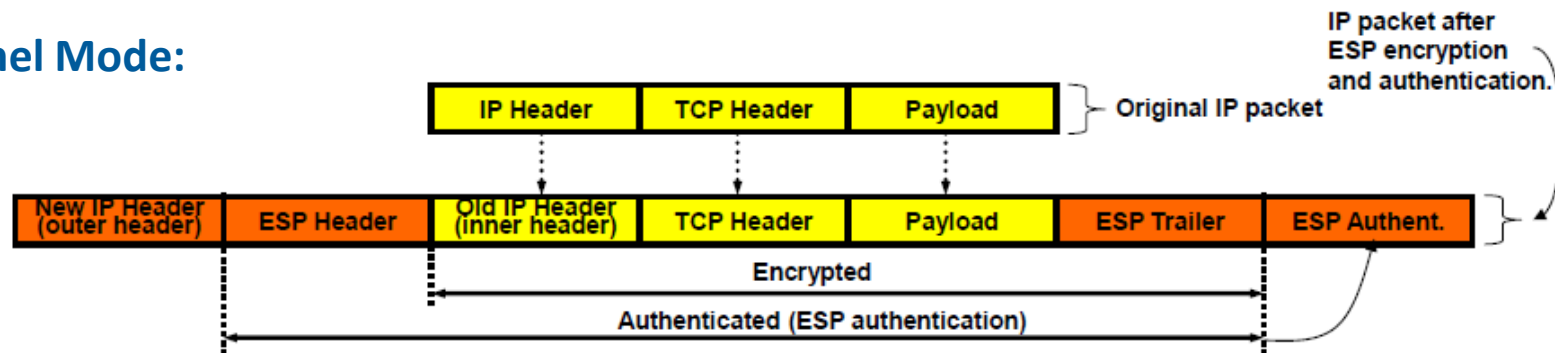 nel Mode:
IP packet after
ESP encryption
and authentication.
Original IP packet
IP Header
TCP Header
Payload
New IP Header
(outer header)
ESP Header
Old IP Header
(inner header)
TCP Header
Payload
ESP Trailer
ESP Authent.
Encrypted
Authenticated (ESP authentication)